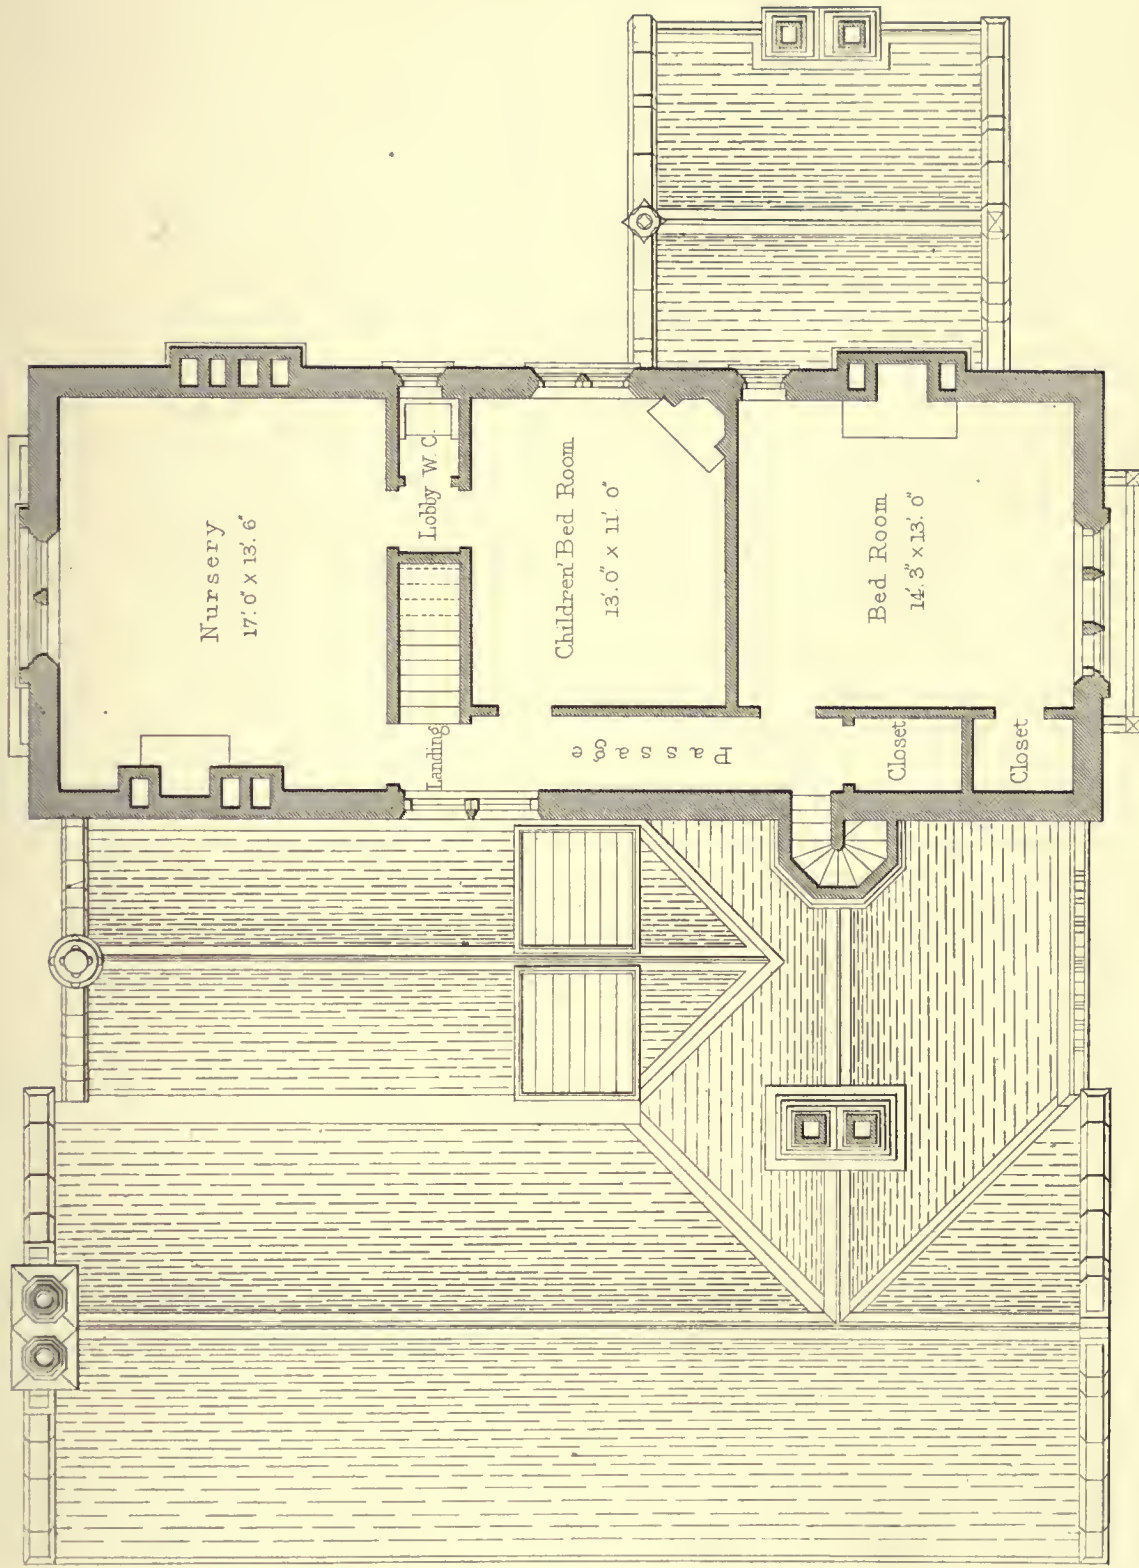 Nursery
17'. 0" x 13'. 6"
Lobby W. C.
Landing
Children' Bed Room
13'. 0" x 11'. 0"
Passage
Bed Room
14'. 3" x 13'. 0"
Closet
Closet